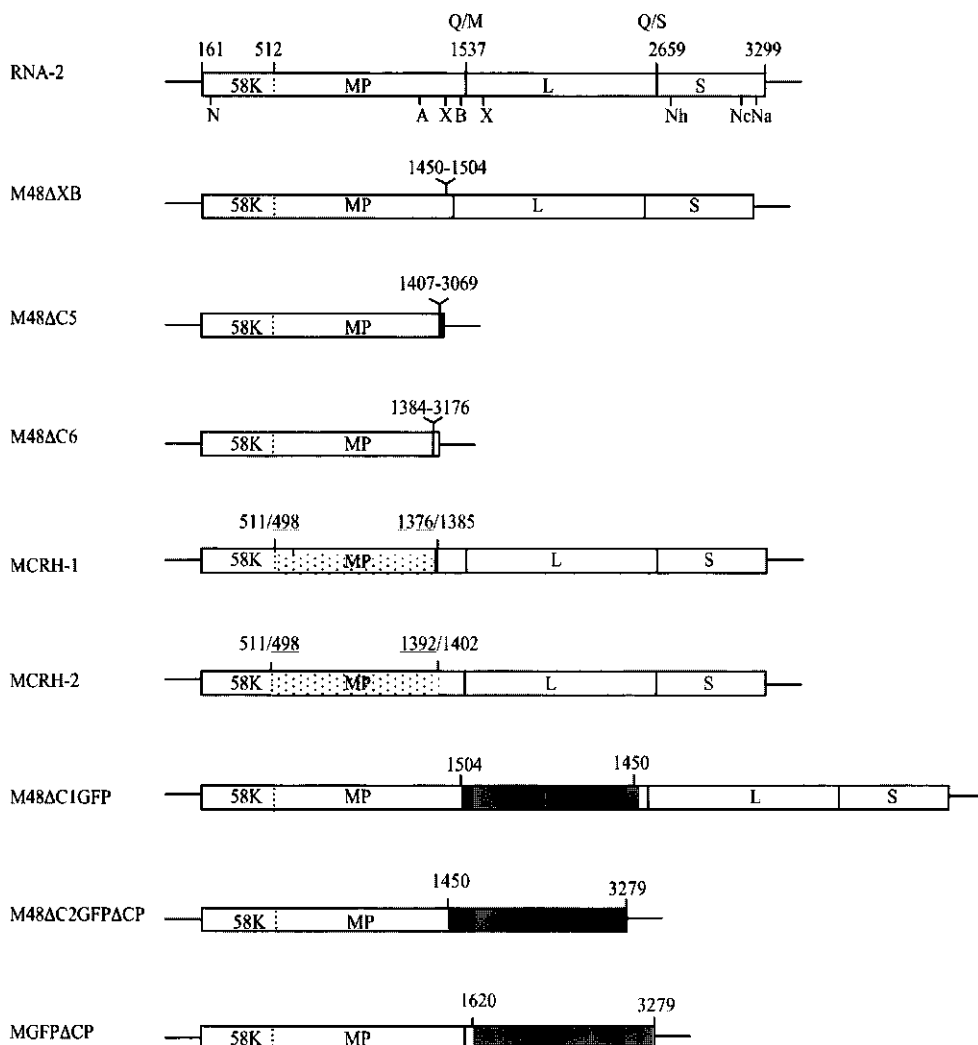 Q/M Q/S
161 512 1537 2659 3299
RNA-2
58K MP L S
N A X B X Nh Nc Na
1450-1504
M48ΔXB
58K MP L S
1407-3069
M48ΔC5
58K MP
1384-3176
M48ΔC6
58K MP
511/498 1376/1385
MCRH-1
58K MP L S
511/498 1392/1402
MCRH-2
58K MP L S
1504 1450
M48ΔC1GFP
58K MP L S
1450 3279
M48ΔC2GFPΔCP
58K MP
1620 3279
MGFPΔCP
58K MP